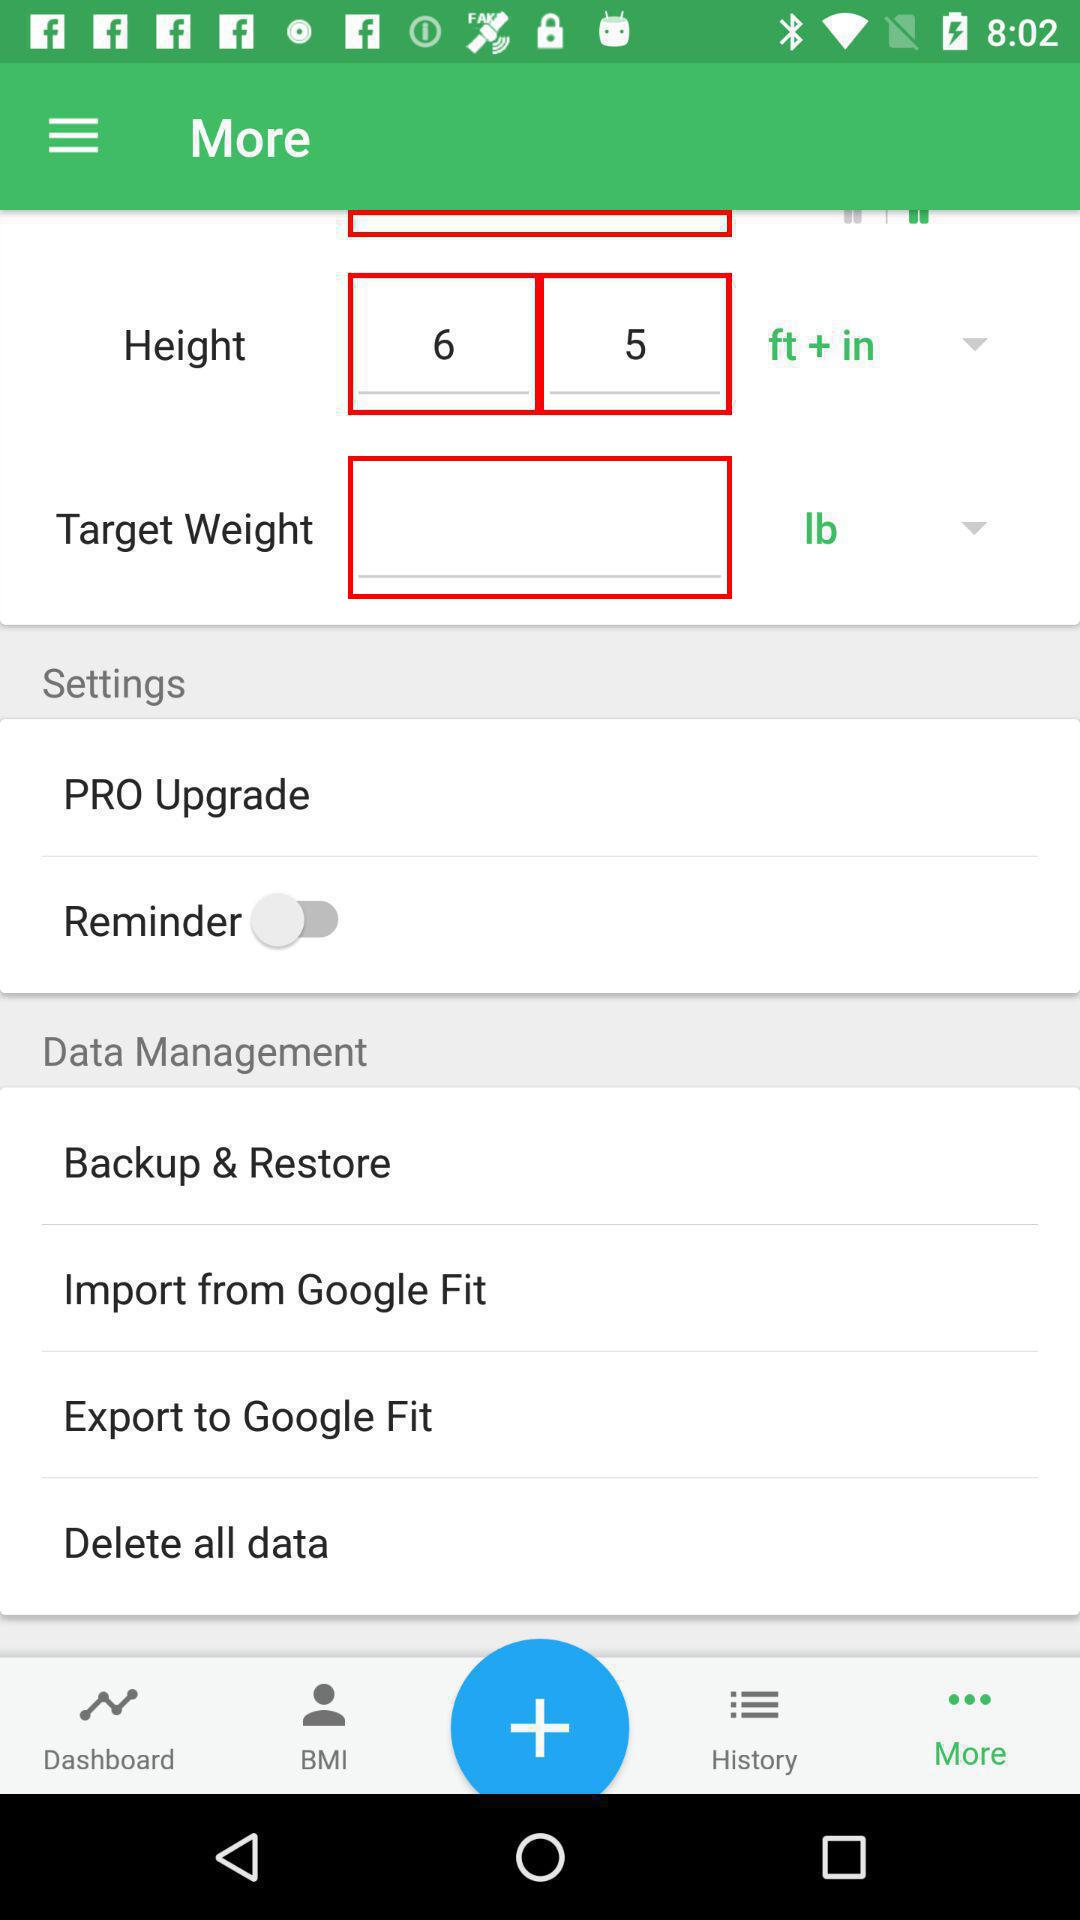 FAKE
8:02
More
Height 6 5 ft + in
Target Weight lb
Settings
PRO Upgrade
Reminder
Data Management
Backup & Restore
Import from Google Fit
Export to Google Fit
Delete all data
Dashboard BMI History More